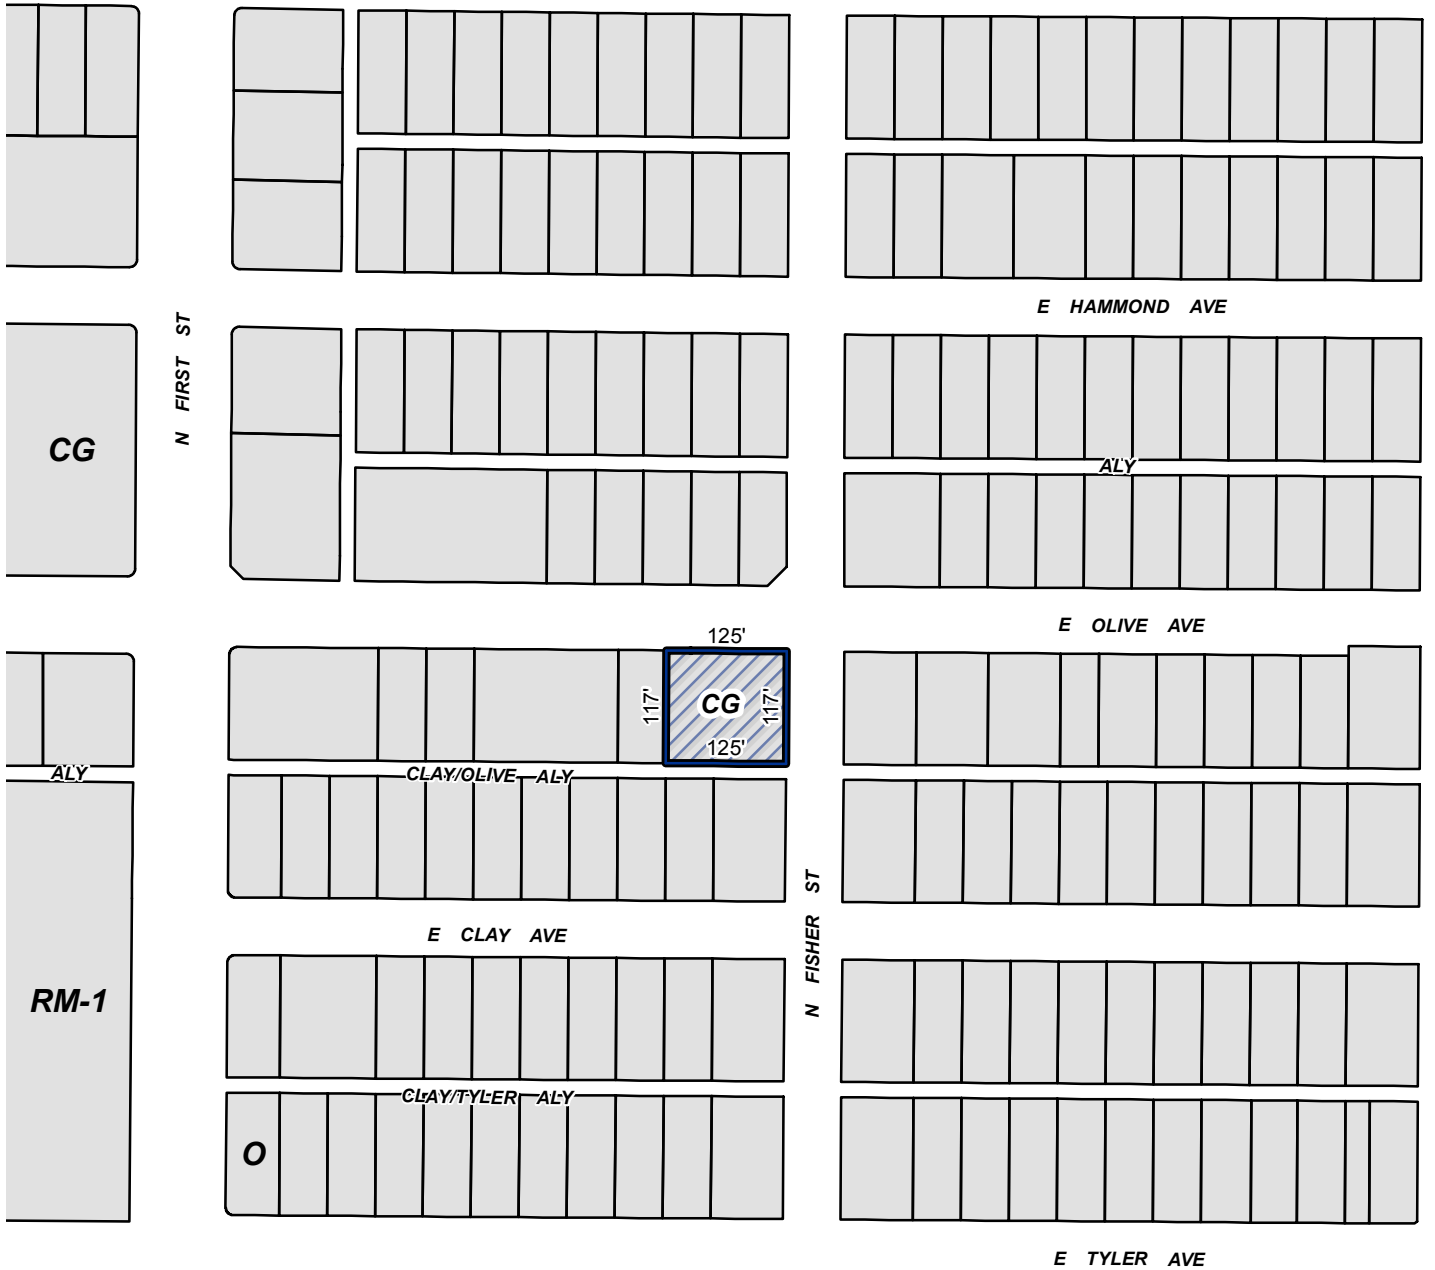 E HAMMOND AVE
N FIRST ST
CG
ALY
E OLIVE AVE
125'
117'
CG
117'
125'
ALY
CLAY/OLIVE ALY
N FISHER ST
E CLAY AVE
RM-1
CLAY/TYLER ALY
O
E TYLER AVE